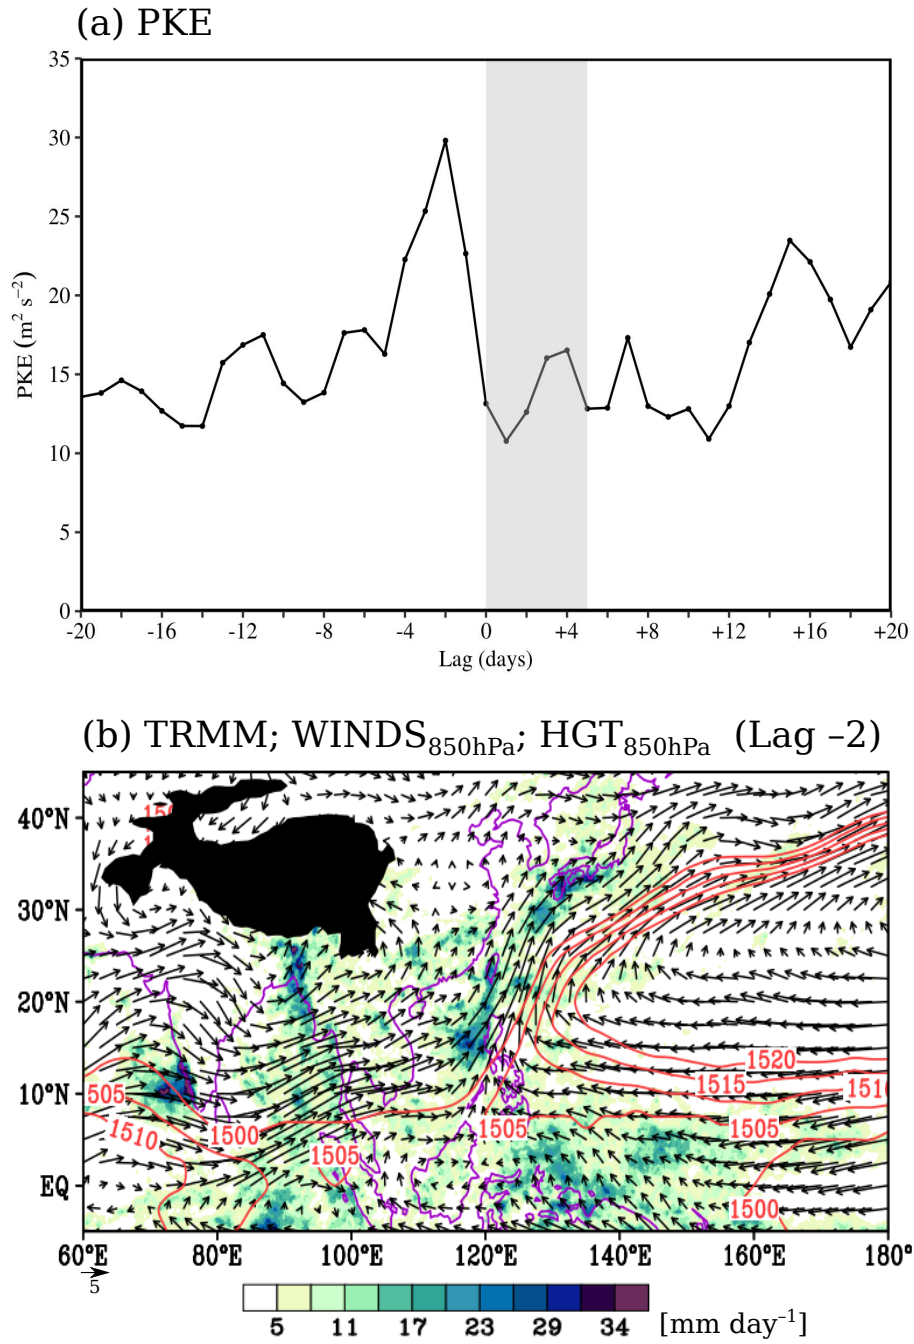 (a) PKE
35
30
25
20
15
10
5
0
PKE (m² s⁻²)
-20 -16 -12 -8 -4 0 +4 +8 +12 +16 +20
Lag (days)
(b) TRMM; WINDS850hPa; HGT850hPa (Lag –2)
40°N
30°N
20°N
10°N
EQ
1520
1515
1510
505
1510
1500
1505
1505
1505
1500
60°E 80°E 100°E 120°E 140°E 160°E 180°
5
5 11 17 23 29 34
[mm day⁻¹]